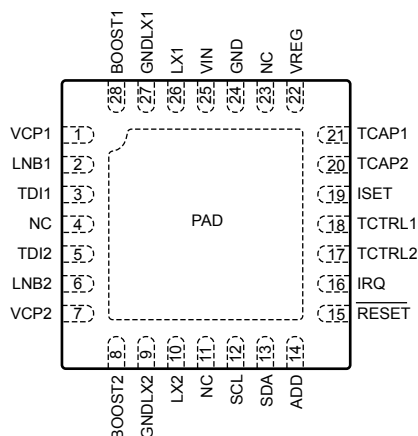 BOOST1
GNDLX1
LX1
VIN
GND
NC
VREG
28
27
26
25
24
23
22
VCP1 1
LNB1 2
TDI1 3
NC 4
TDI2 5
LNB2 6
VCP2 7
PAD
21 TCAP1
20 TCAP2
19 ISET
18 TCTRL1
17 TCTRL2
16 IRQ
15 RESET
8
9
10
11
12
13
14
BOOST2
GNDLX2
LX2
NC
SCL
SDA
ADD